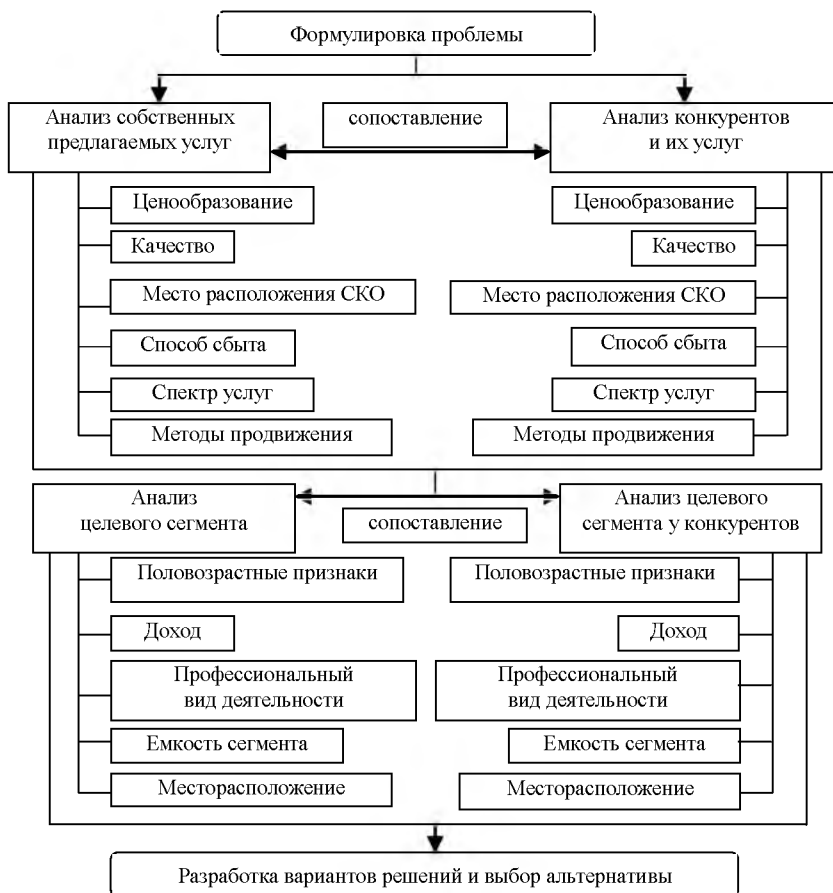 Формулировка проблемы
Анализ собственных
предлагаемых услуг
сопоставление
Анализ конкурентов
и их услуг
Ценообразование
Ценообразование
Качество
Качество
Место расположения СКО
Место расположения СКО
Способ сбыта
Способ сбыта
Спектр услуг
Спектр услуг
Методы продвижения
Методы продвижения
Анализ
целевого сегмента
сопоставление
Анализ целевого
сегмента у конкурентов
Половозрастные признаки
Половозрастные признаки
Доход
Доход
Профессиональный
вид деятельности
Профессиональный
вид деятельности
Емкость сегмента
Емкость сегмента
Месторасположение
Месторасположение
Разработка вариантов решений и выбор альтернативы